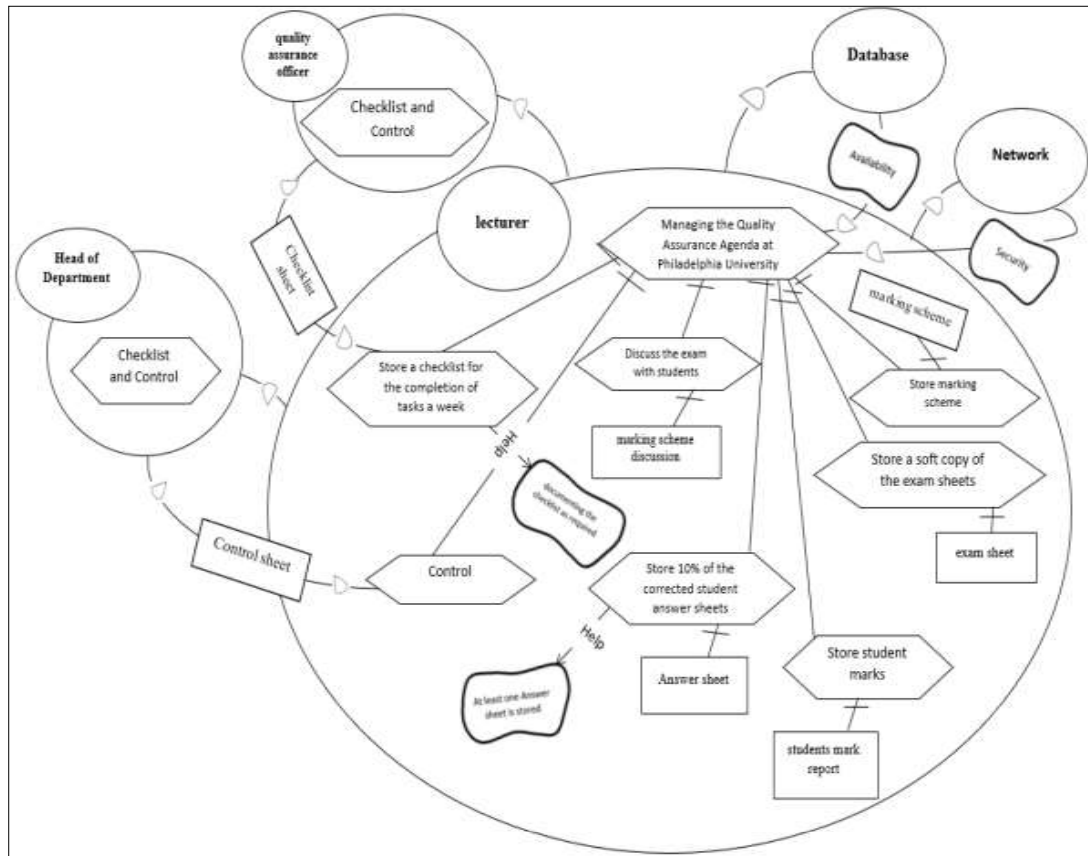 quality
assurance
officer
Checklist and
Control
Database
Availability
Network
Security
lecturer
Managing the Quality
Assurance Agenda at
Philadelphia University
Head of
Department
Checklist
and Control
Checklist
sheet
marking scheme
Store a checklist for
the completion of
tasks a week
Discuss the exam
with students
Store marking
scheme
Help
marking scheme
discussion
Store a soft copy of
the exam sheets
documenting the
checklist as required
exam sheet
Control sheet
Control
Store 10% of the
corrected student
answer sheets
Help
Answer sheet
Store student
marks
At least one Answer
sheet is stored
students mark
report